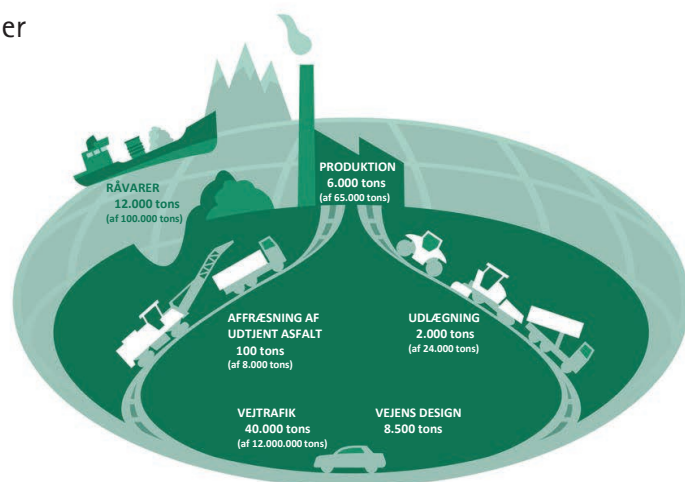 er
PRODUKTION
6.000 tons
(af 65.000 tons)
RÅVARER
12.000 tons
(af 100.000 tons)
AFFRÆSNING AF
UDTJENT ASFALT
100 tons
(af 8.000 tons)
UDLÆGNING
2.000 tons
(af 24.000 tons)
VEJTRAFIK
40.000 tons
(af 12.000.000 tons)
VEJENS DESIGN
8.500 tons